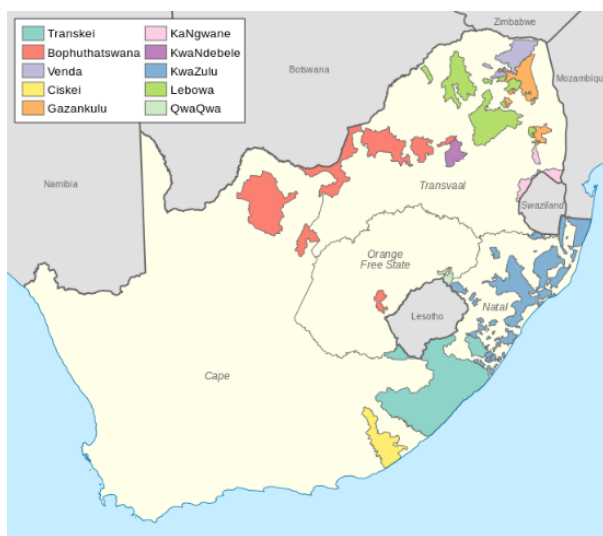 Zimbabwe
Transkei
KaNgwane
Bophuthatswana
KwaNdebele
Venda
KwaZulu
Ciskei
Lebowa
Gazankulu
QwaQwa
Botswana
Mozambique
Namibia
Transvaal
Swaziland
Orange
Free State
Natal
Lesotho
Cape